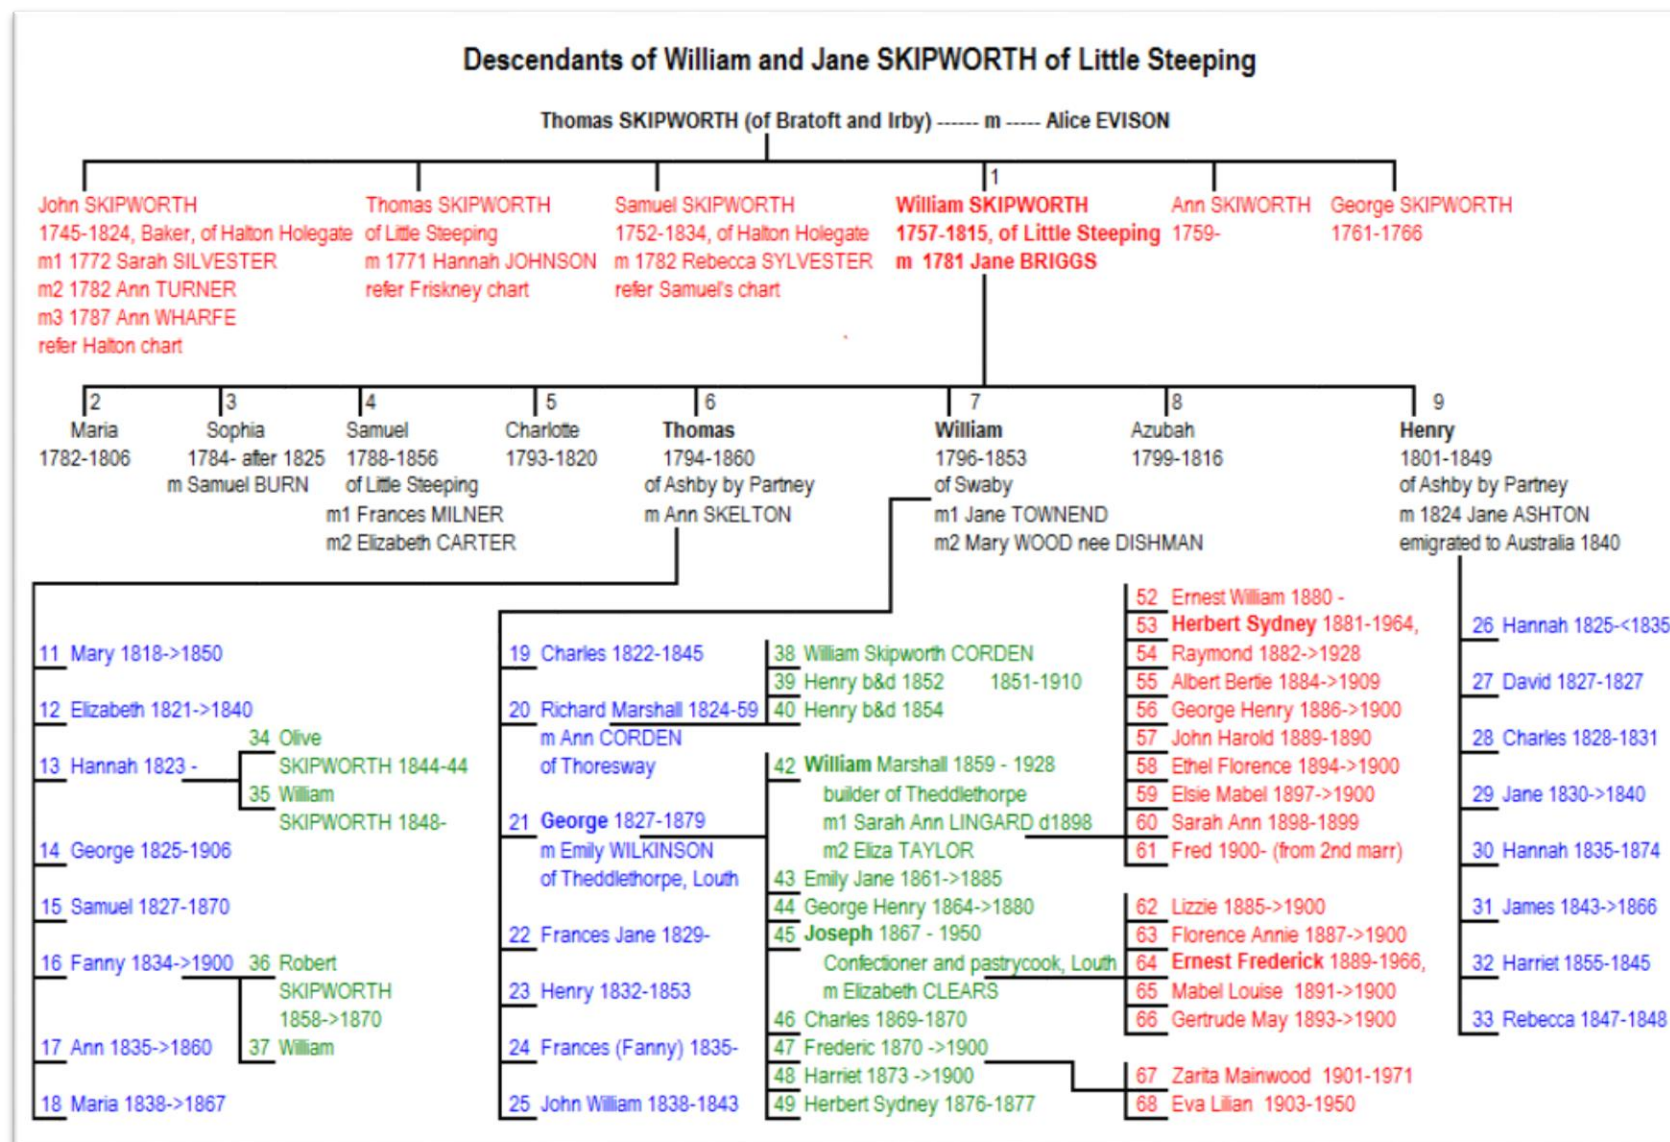 Descendants of William and Jane SKIPWORTH of Little Steeping
Thomas SKIPWORTH (of Bratoft and Irby) ------ m ----- Alice EVISON
1
John SKIPWORTH
1745-1824, Baker, of Halton Holegate
m1 1772 Sarah SILVESTER
m2 1782 Ann TURNER
m3 1787 Ann WHARFE
refer Halton chart
Thomas SKIPWORTH
of Little Steeping
m 1771 Hannah JOHNSON
refer Friskney chart
Samuel SKIPWORTH
1752-1834, of Halton Holegate
m 1782 Rebecca SYLVESTER
refer Samuel's chart
William SKIPWORTH
1757-1815, of Little Steeping
m 1781 Jane BRIGGS
Ann SKIWORTH
1759-
George SKIPWORTH
1761-1766
2
Maria
1782-1806
3
Sophia
1784- after 1825
m Samuel BURN
4
Samuel
1788-1856
of Little Steeping
m1 Frances MILNER
m2 Elizabeth CARTER
5
Charlotte
1793-1820
6
Thomas
1794-1860
of Ashby by Partney
m Ann SKELTON
7
William
1796-1853
of Swaby
m1 Jane TOWNEND
m2 Mary WOOD nee DISHMAN
8
Azubah
1799-1816
9
Henry
1801-1849
of Ashby by Partney
m 1824 Jane ASHTON
emigrated to Australia 1840
11 Mary 1818->1850
12 Elizabeth 1821->1840
13 Hannah 1823 -
14 George 1825-1906
15 Samuel 1827-1870
16 Fanny 1834->1900
17 Ann 1835->1860
18 Maria 1838->1867
34 Olive
SKIPWORTH 1844-44
35 William
SKIPWORTH 1848-
36 Robert
SKIPWORTH
1858->1870
37 William
19 Charles 1822-1845
20 Richard Marshall 1824-59
m Ann CORDEN
of Thoresway
21 George 1827-1879
m Emily WILKINSON
of Theddlethorpe, Louth
22 Frances Jane 1829-
23 Henry 1832-1853
24 Frances (Fanny) 1835-
25 John William 1838-1843
38 William Skipworth CORDEN
39 Henry b&d 1852 1851-1910
40 Henry b&d 1854
42 William Marshall 1859 - 1928
builder of Theddlethorpe
m1 Sarah Ann LINGARD d1898
m2 Eliza TAYLOR
43 Emily Jane 1861->1885
44 George Henry 1864->1880
45 Joseph 1867 - 1950
Confectioner and pastrycook, Louth
m Elizabeth CLEARS
46 Charles 1869-1870
47 Frederic 1870 ->1900
48 Harriet 1873 ->1900
49 Herbert Sydney 1876-1877
52 Ernest William 1880 -
53 Herbert Sydney 1881-1964,
54 Raymond 1882->1928
55 Albert Bertie 1884->1909
56 George Henry 1886->1900
57 John Harold 1889-1890
58 Ethel Florence 1894->1900
59 Elsie Mabel 1897->1900
60 Sarah Ann 1898-1899
61 Fred 1900- (from 2nd marr)
62 Lizzie 1885->1900
63 Florence Annie 1887->1900
64 Ernest Frederick 1889-1966,
65 Mabel Louise 1891->1900
66 Gertrude May 1893->1900
67 Zarita Mainwood 1901-1971
68 Eva Lilian 1903-1950
26 Hannah 1825-<1835
27 David 1827-1827
28 Charles 1828-1831
29 Jane 1830->1840
30 Hannah 1835-1874
31 James 1843->1866
32 Harriet 1855-1845
33 Rebecca 1847-1848